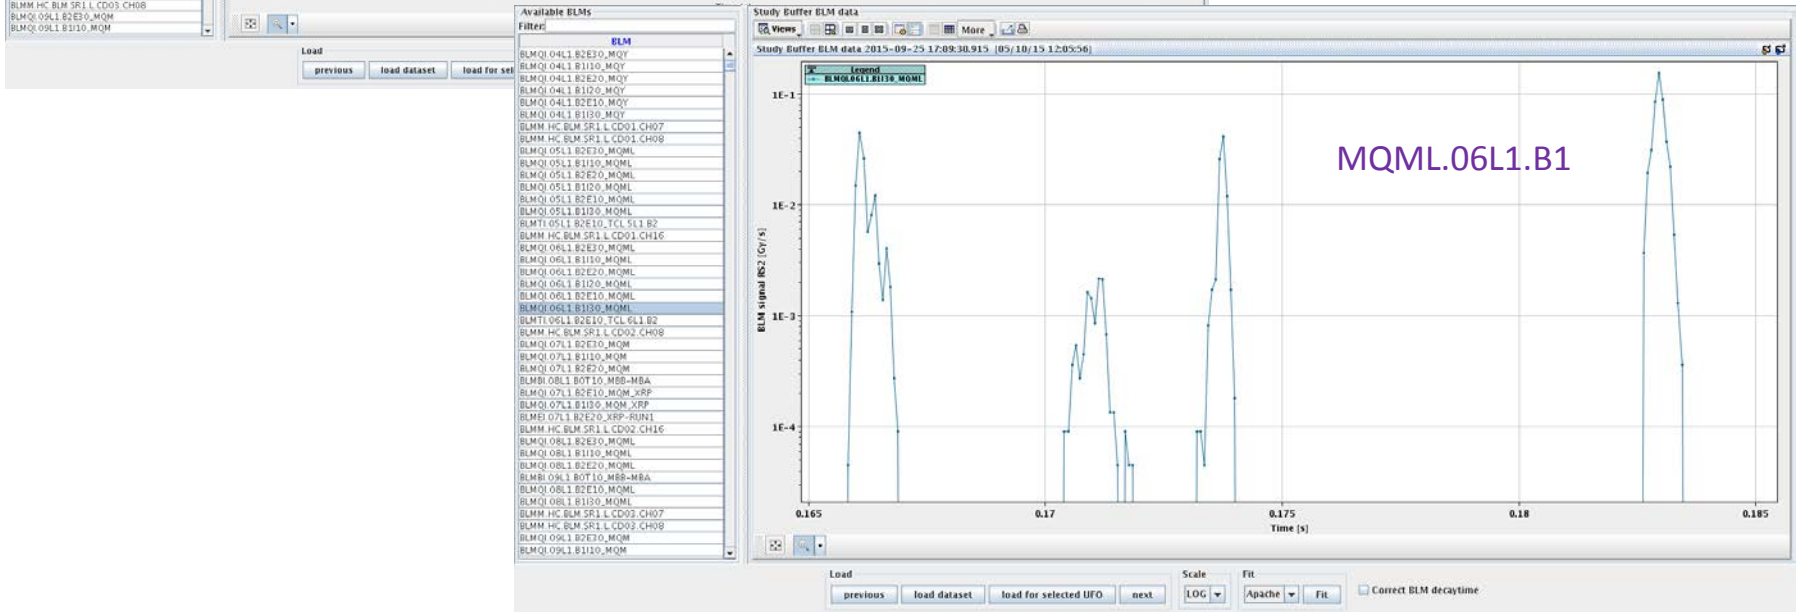 BLMM.HC.BLM.SR1.L.CD03.CH08
BLMQI.09L1.B2E30_MQM
BLMQI.09L1.B1I10_MQM
Load
previous
load dataset
load for sel
Available BLMs
Filter:
BLM
BLMQI.04L1.B2E30_MQY
BLMQI.04L1.B1I10_MQY
BLMQI.04L1.B2E20_MQY
BLMQI.04L1.B1I20_MQY
BLMQI.04L1.B2E10_MQY
BLMQI.04L1.B1I30_MQY
BLMM.HC.BLM.SR1.L.CD01.CH07
BLMM.HC.BLM.SR1.L.CD01.CH08
BLMQI.05L1.B2E30_MQML
BLMQI.05L1.B1I10_MQML
BLMQI.05L1.B2E20_MQML
BLMQI.05L1.B1I20_MQML
BLMQI.05L1.B2E10_MQML
BLMQI.05L1.B1I30_MQML
BLMTI.05L1.B2E10_TCL.5L1.B2
BLMM.HC.BLM.SR1.L.CD01.CH16
BLMQI.06L1.B2E30_MQML
BLMQI.06L1.B1I10_MQML
BLMQI.06L1.B2E20_MQML
BLMQI.06L1.B1I20_MQML
BLMQI.06L1.B2E10_MQML
BLMQI.06L1.B1I30_MQML
BLMTI.06L1.B2E10_TCL.6L1.B2
BLMM.HC.BLM.SR1.L.CD02.CH08
BLMQI.07L1.B2E30_MQM
BLMQI.07L1.B1I10_MQM
BLMQI.07L1.B2E20_MQM
BLMBI.08L1.B0T10_MBB-MBA
BLMQI.07L1.B2E10_MQM_XRP
BLMQI.07L1.B1I30_MQM_XRP
BLMEI.07L1.B2E20_XRP-RUN1
BLMM.HC.BLM.SR1.L.CD02.CH16
BLMQI.08L1.B2E30_MQML
BLMQI.08L1.B1I10_MQML
BLMQI.08L1.B2E20_MQML
BLMBI.09L1.B0T10_MBB-MBA
BLMQI.08L1.B2E10_MQML
BLMQI.08L1.B1I30_MQML
BLMM.HC.BLM.SR1.L.CD03.CH07
BLMM.HC.BLM.SR1.L.CD03.CH08
BLMQI.09L1.B2E30_MQM
BLMQI.09L1.B1I10_MQM
Study Buffer BLM data
Views
More
Study Buffer BLM data 2015-09-25 17:09:30.915 [05/10/15 12:05:56]
Legend
BLMQI.06L1.B1I30_MQML
MQML.06L1.B1
BLM signal RS2 [Gy/s]
1E-1
1E-2
1E-3
1E-4
0.165
0.17
0.175
0.18
0.185
Time [s]
Load
previous
load dataset
load for selected UFO
next
Scale
LOG
Fit
Apache
Fit
Correct BLM decaytime